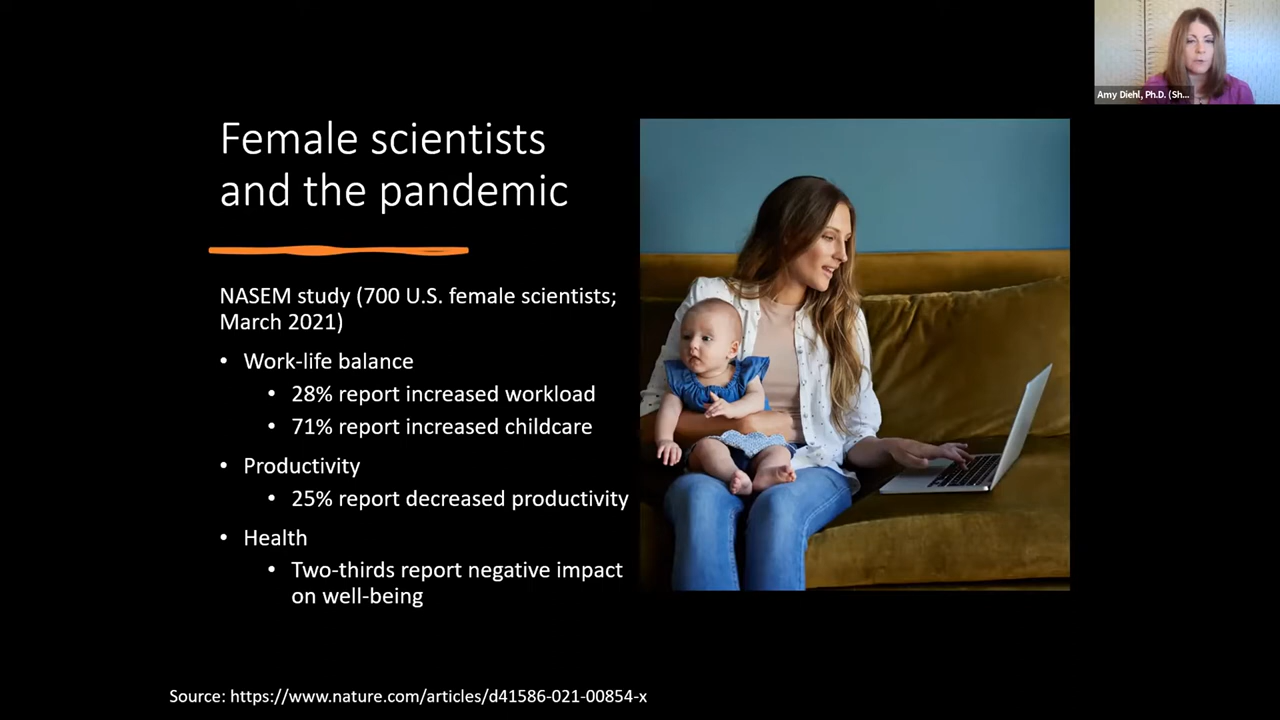 Amy Diehl, Ph.D. (Sh...
Female scientists
and the pandemic
NASEM study (700 U.S. female scientists;
March 2021)
• Work-life balance
• 28% report increased workload
• 71% report increased childcare
• Productivity
• 25% report decreased productivity
• Health
• Two-thirds report negative impact
on well-being
Source: https://www.nature.com/articles/d41586-021-00854-x